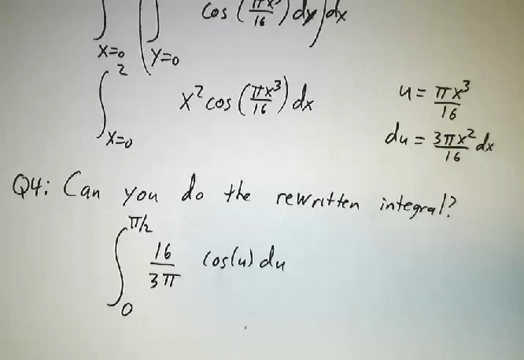 ∫ x=0 (∫ y=0 cos(πx³/16) dy) dx
∫ x=0 2 x² cos(πx³/16) dx
u = πx³/16
du = 3πx²/16 dx
Q4: Can you do the rewritten integral?
∫ 0 π/2 16/3π cos(u) du